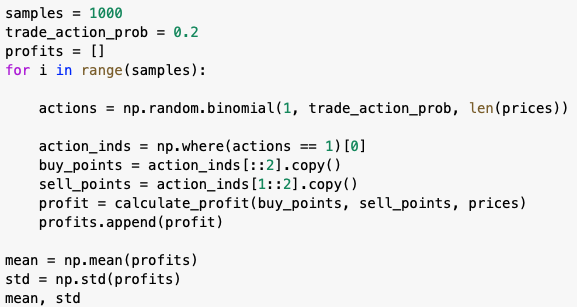 samples = 1000
trade_action_prob = 0.2
profits = []
for i in range(samples):
    actions = np.random.binomial(1, trade_action_prob, len(prices))
    action_inds = np.where(actions == 1)[0]
    buy_points = action_inds[::2].copy()
    sell_points = action_inds[1::2].copy()
    profit = calculate_profit(buy_points, sell_points, prices)
    profits.append(profit)
mean = np.mean(profits)
std = np.std(profits)
mean, std